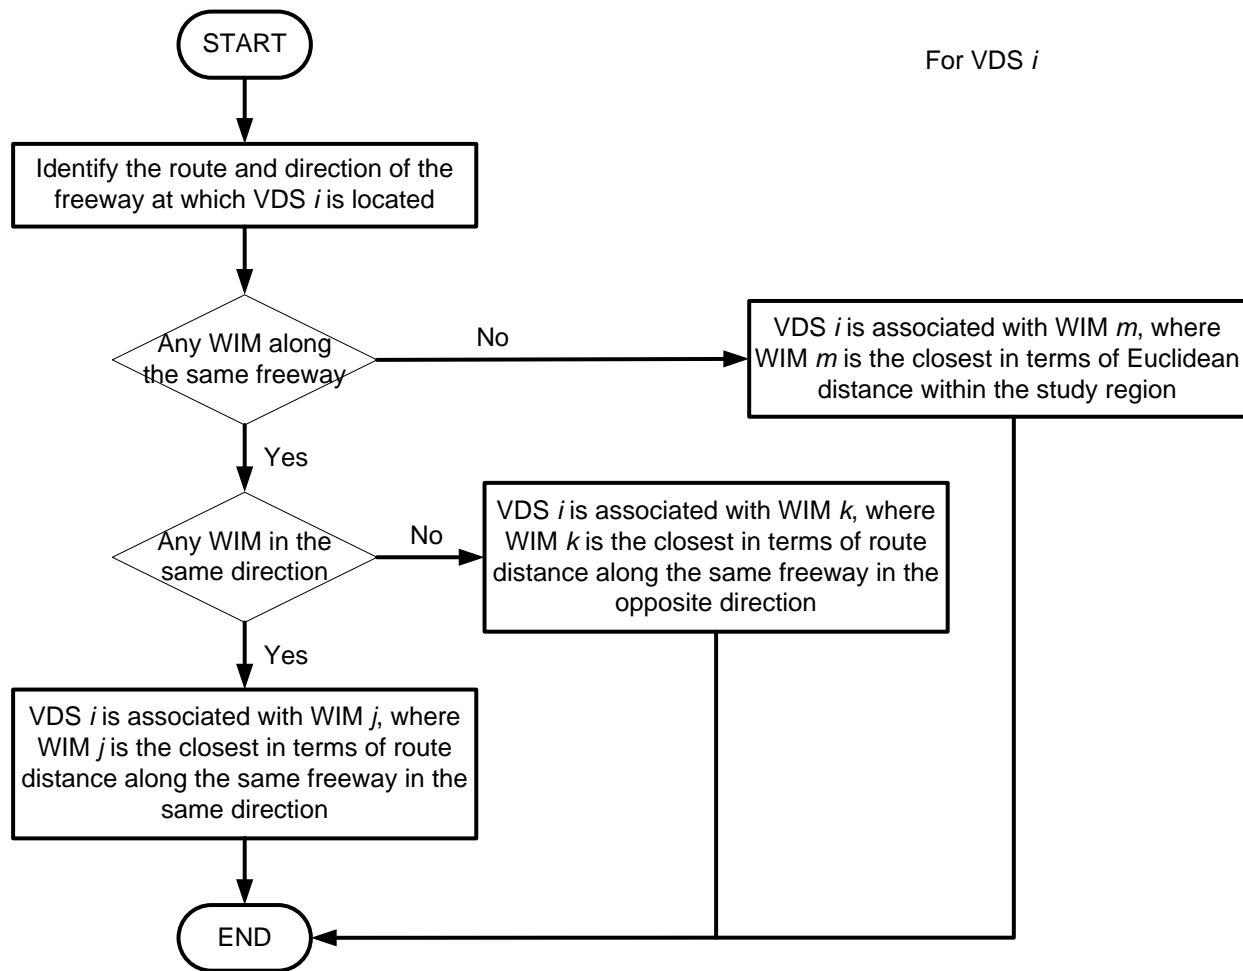 START
For VDS i
Identify the route and direction of the
freeway at which VDS i is located
Any WIM along
the same freeway
No
VDS i is associated with WIM m, where
WIM m is the closest in terms of Euclidean
distance within the study region
Yes
Any WIM in the
same direction
No
VDS i is associated with WIM k, where
WIM k is the closest in terms of route
distance along the same freeway in the
opposite direction
Yes
VDS i is associated with WIM j, where
WIM j is the closest in terms of route
distance along the same freeway in the
same direction
END